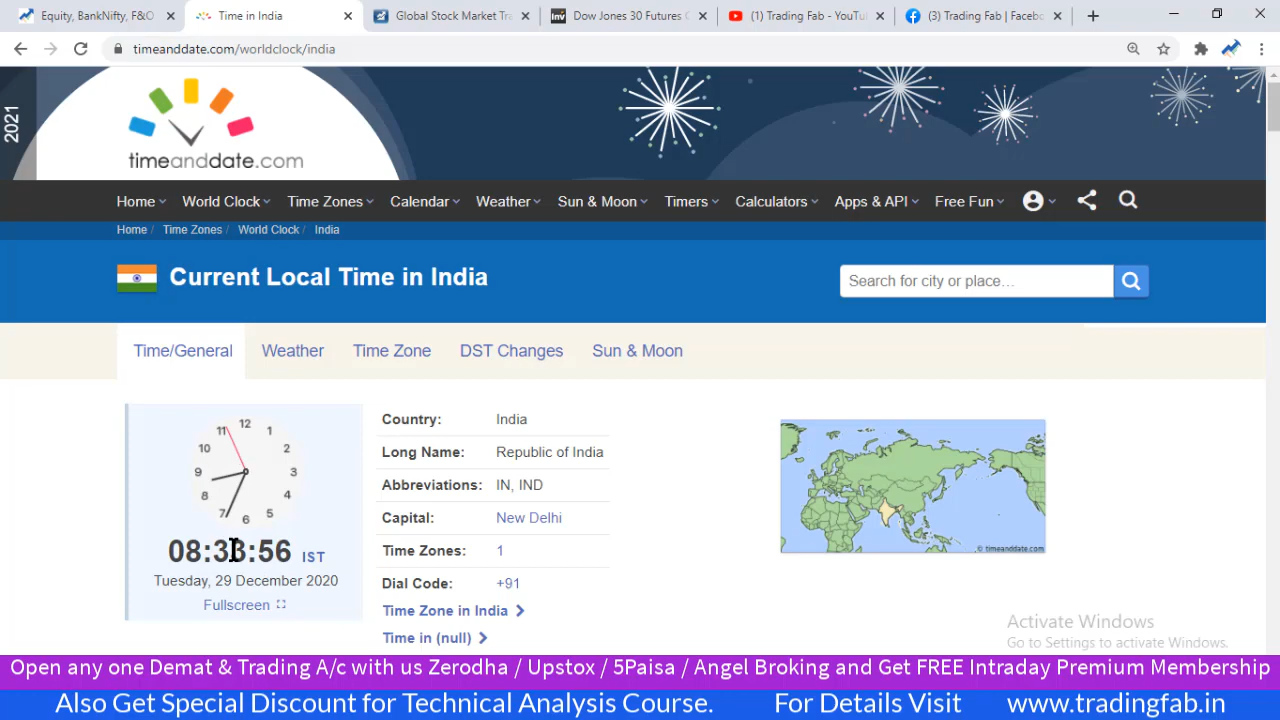 Equity, BankNifty, F&O
Time in India
Global Stock Market Tra
Dow Jones 30 Futures
(1) Trading Fab - YouTu
(3) Trading Fab | Facebo
timeanddate.com/worldclock/india
2021
timeanddate.com
Home
World Clock
Time Zones
Calendar
Weather
Sun & Moon
Timers
Calculators
Apps & API
Free Fun
Home / Time Zones / World Clock / India
Current Local Time in India
Search for city or place...
Time/General
Weather
Time Zone
DST Changes
Sun & Moon
12
1
2
3
4
5
6
7
8
9
10
11
08:33:56 IST
Tuesday, 29 December 2020
Fullscreen
Country: India
Long Name: Republic of India
Abbreviations: IN, IND
Capital: New Delhi
Time Zones: 1
Dial Code: +91
Time Zone in India
Time in (null)
© timeanddate.com
Activate Windows
Go to Settings to activate Windows.
Open any one Demat & Trading A/c with us Zerodha / Upstox / 5Paisa / Angel Broking and Get FREE Intraday Premium Membership
Also Get Special Discount for Technical Analysis Course. For Details Visit www.tradingfab.in